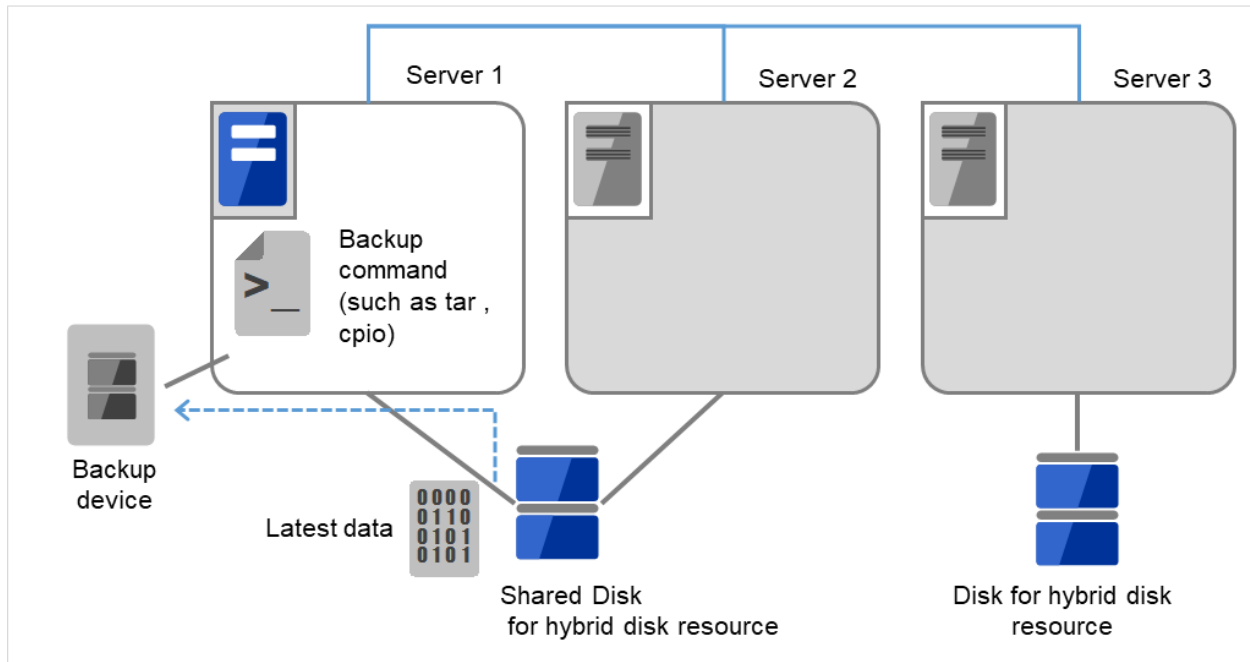 Server 1
Server 2
Server 3
Backup
command
(such as tar ,
cpio)
Backup
device
Latest data
0000
0110
0101
0101
Shared Disk
for hybrid disk resource
Disk for hybrid disk
resource